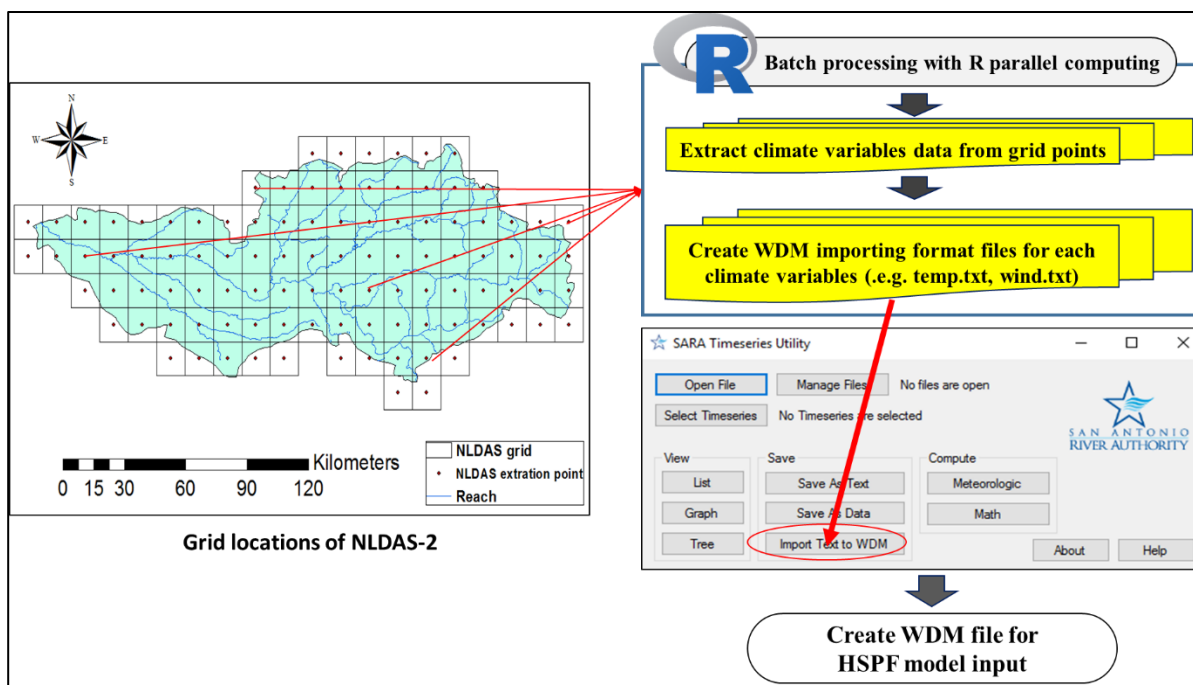 N
W
E
S
Kilometers
0 15 30 60 90 120
NLDAS grid
NLDAS extration point
Reach
Grid locations of NLDAS-2
R
Batch processing with R parallel computing
Extract climate variables data from grid points
Create WDM importing format files for each
climate variables (.e.g. temp.txt, wind.txt)
SARA Timeseries Utility
Open File
Manage Files
No files are open
Select Timeseries
No Timeseries are selected
SAN ANTONIO
RIVER AUTHORITY
View
Save
Compute
List
Save As Text
Meteorologic
Graph
Save As Data
Math
Tree
Import Text to WDM
About
Help
Create WDM file for
HSPF model input